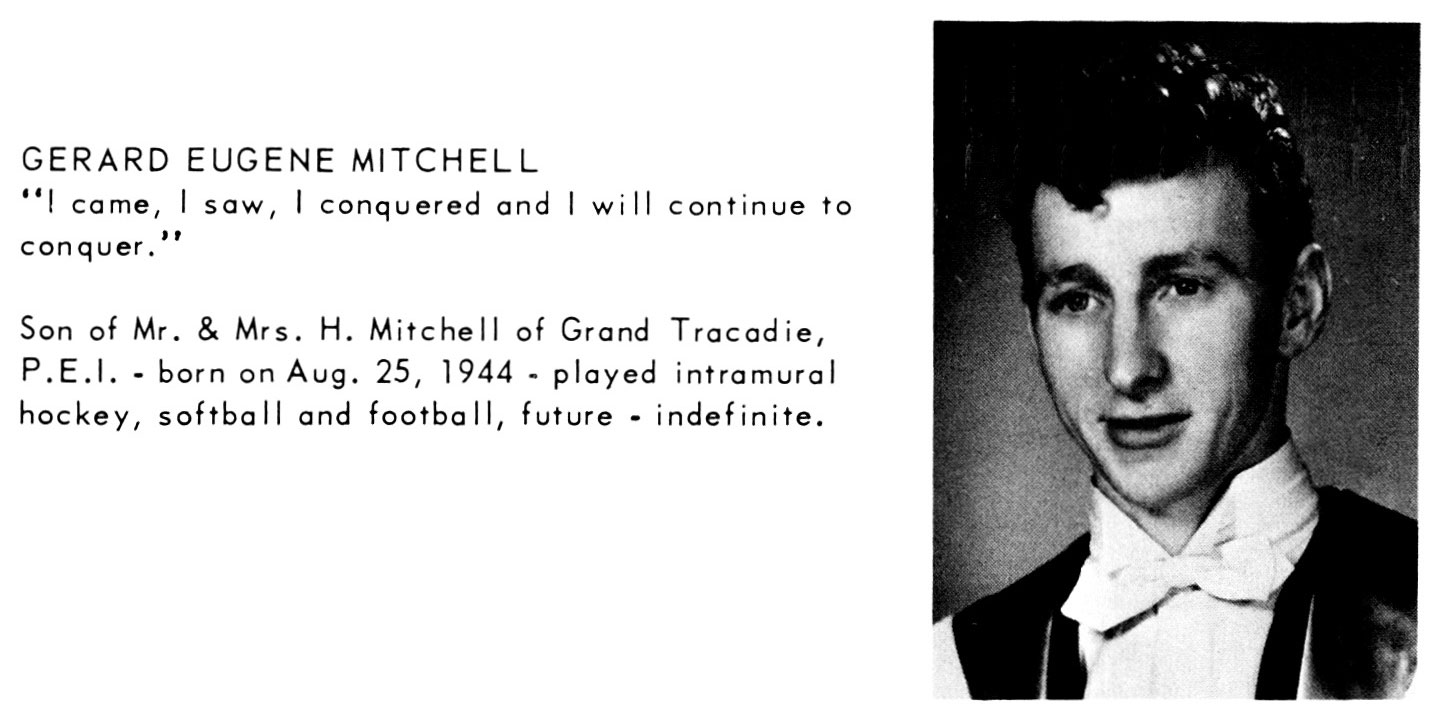 GERARD EUGENE MITCHELL
“I came, I saw, I conquered and I will continue to
conquer.”
Son of Mr. & Mrs. H. Mitchell of Grand Tracadie,
P.E.I. - born on Aug. 25, 1944 - played intramural
hockey, softball and football, future - indefinite.